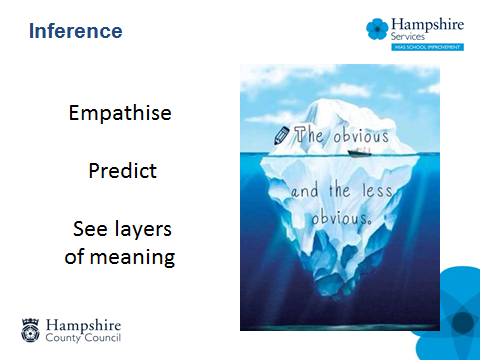 Inference
Hampshire
Services
HIAS SCHOOL IMPROVEMENT
Empathise
Predict
See layers
of meaning
The obvious
and the less
obvious.
Hampshire
County Council